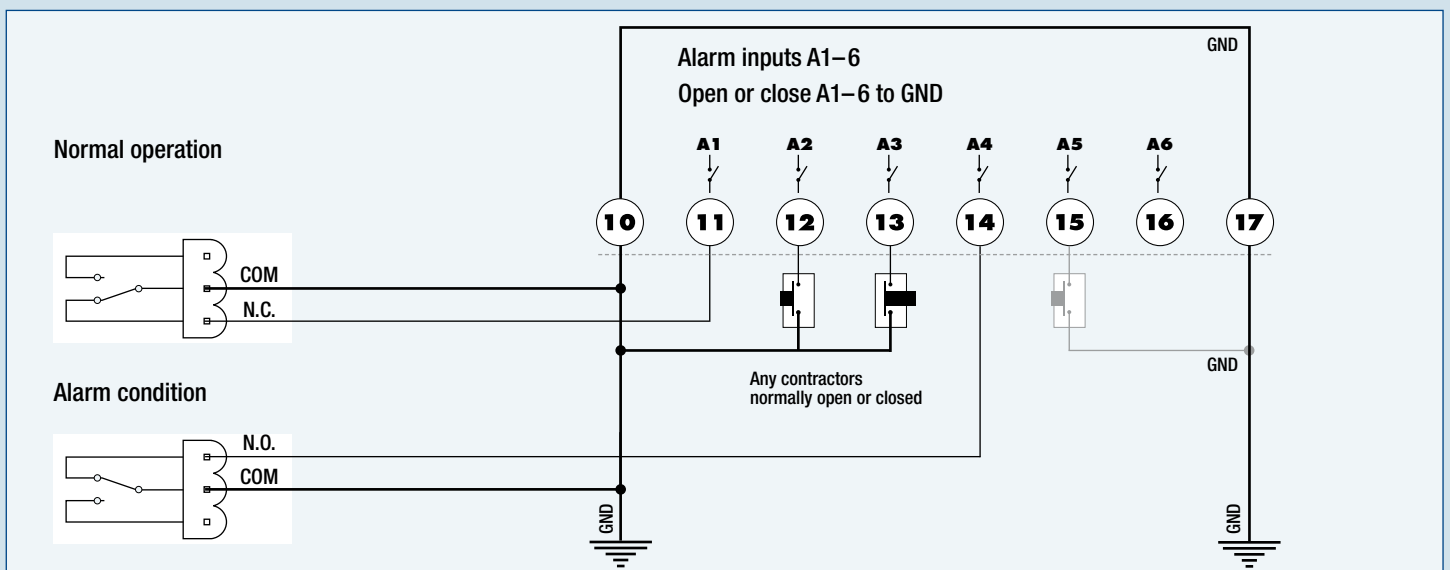 GND
Alarm inputs A1–6
Open or close A1–6 to GND
Normal operation
A1 A2 A3 A4 A5 A6
10 11 12 13 14 15 16 17
COM
N.C.
GND
Any contractors
normally open or closed
Alarm condition
N.O.
COM
GND
GND